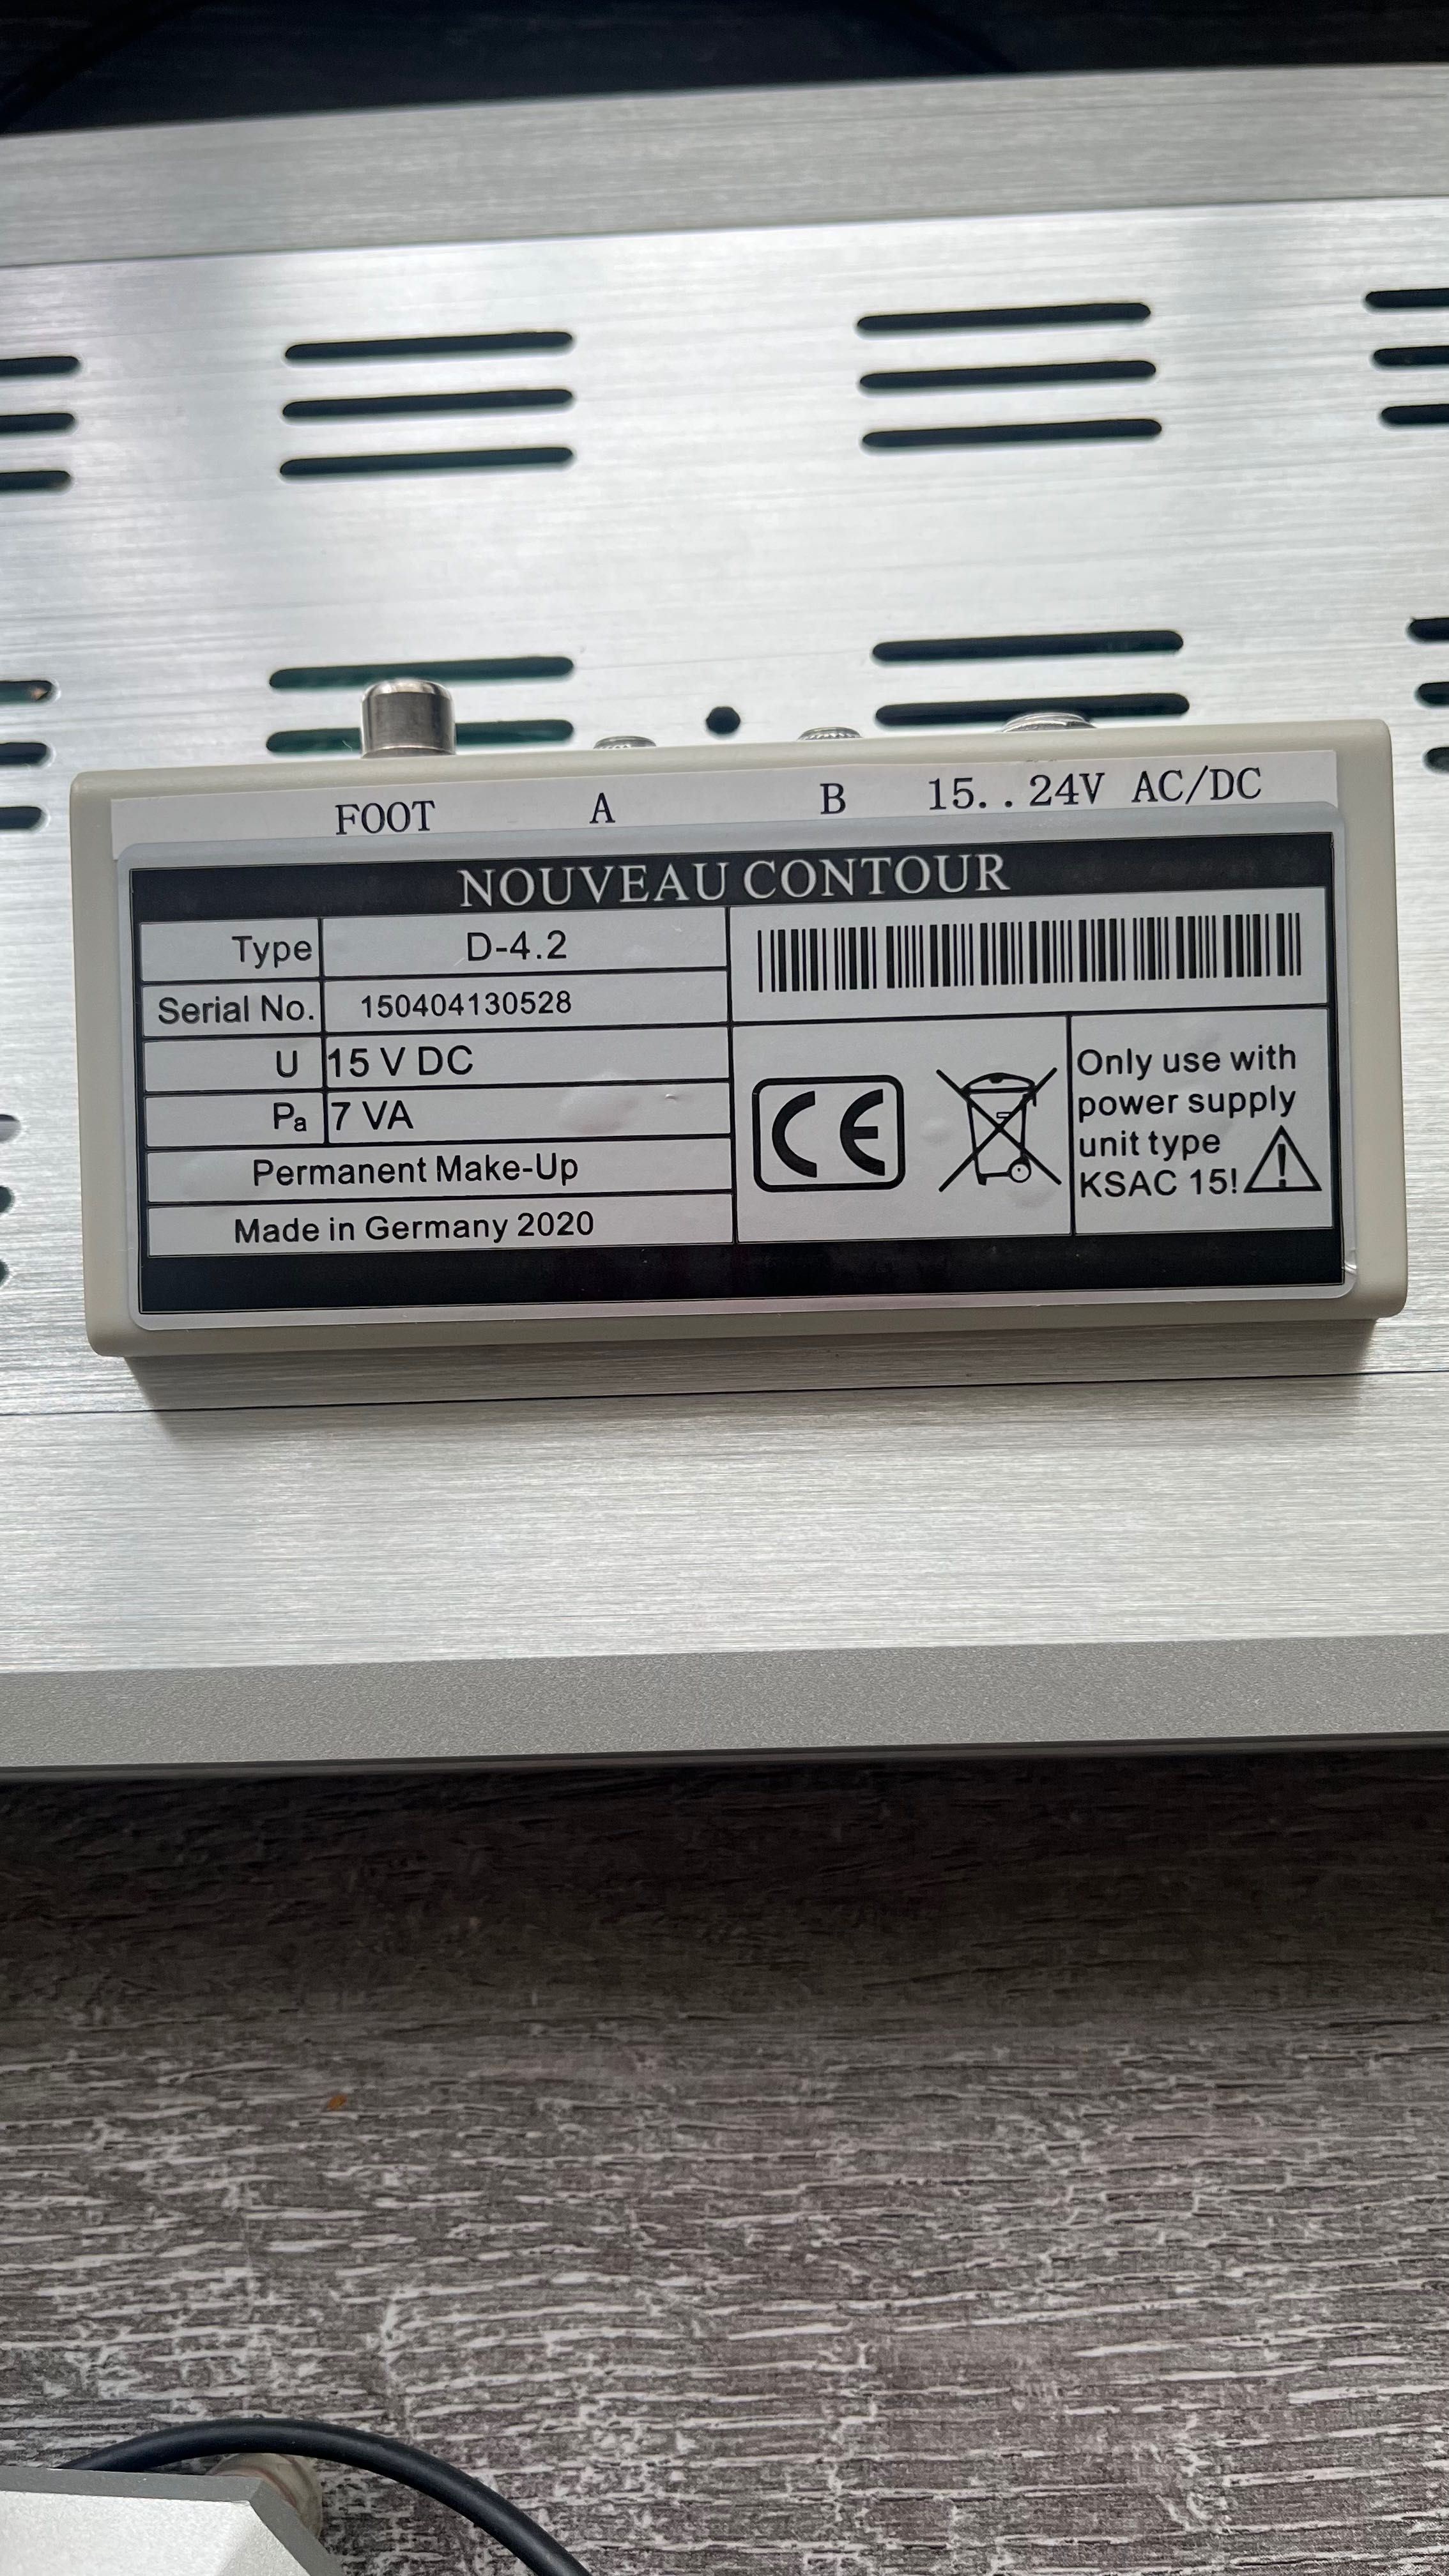 FOOT A B 15..24V AC/DC
NOUVEAU CONTOUR
Type D-4.2
Serial No. 150404130528
U 15 V DC
Pa 7 VA
Permanent Make-Up
Made in Germany 2020
CE
Only use with
power supply
unit type
KSAC 15!